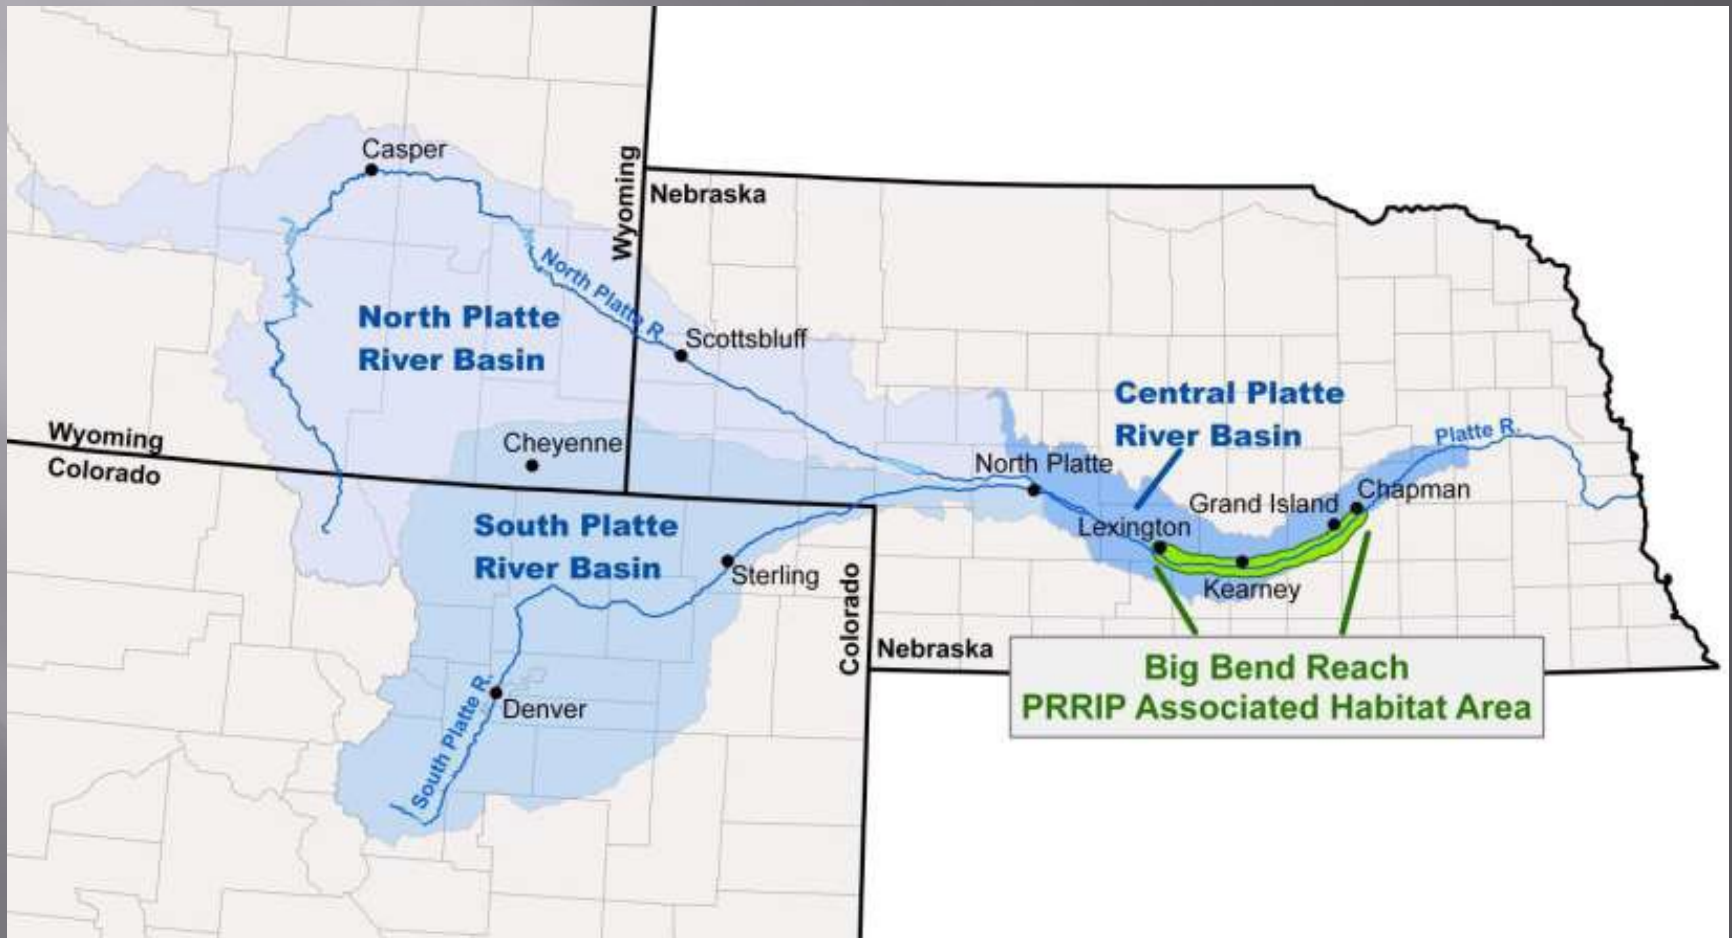 Casper
Wyoming
Nebraska
North Platte R.
North Platte
River Basin
Scottsbluff
Central Platte
River Basin
Platte R.
Wyoming
Colorado
Cheyenne
North Platte
Grand Island
Chapman
Lexington
South Platte
River Basin
Sterling
Kearney
Colorado
Nebraska
South Platte R.
Denver
Big Bend Reach
PRRIP Associated Habitat Area